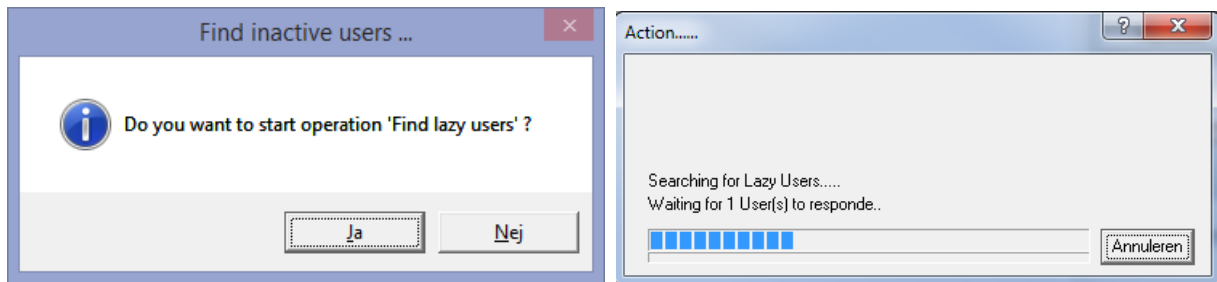 Find inactive users ...
Do you want to start operation 'Find lazy users' ?
Ja
Nej
Action......
Searching for Lazy Users.....
Waiting for 1 User(s) to responde..
Annuleren